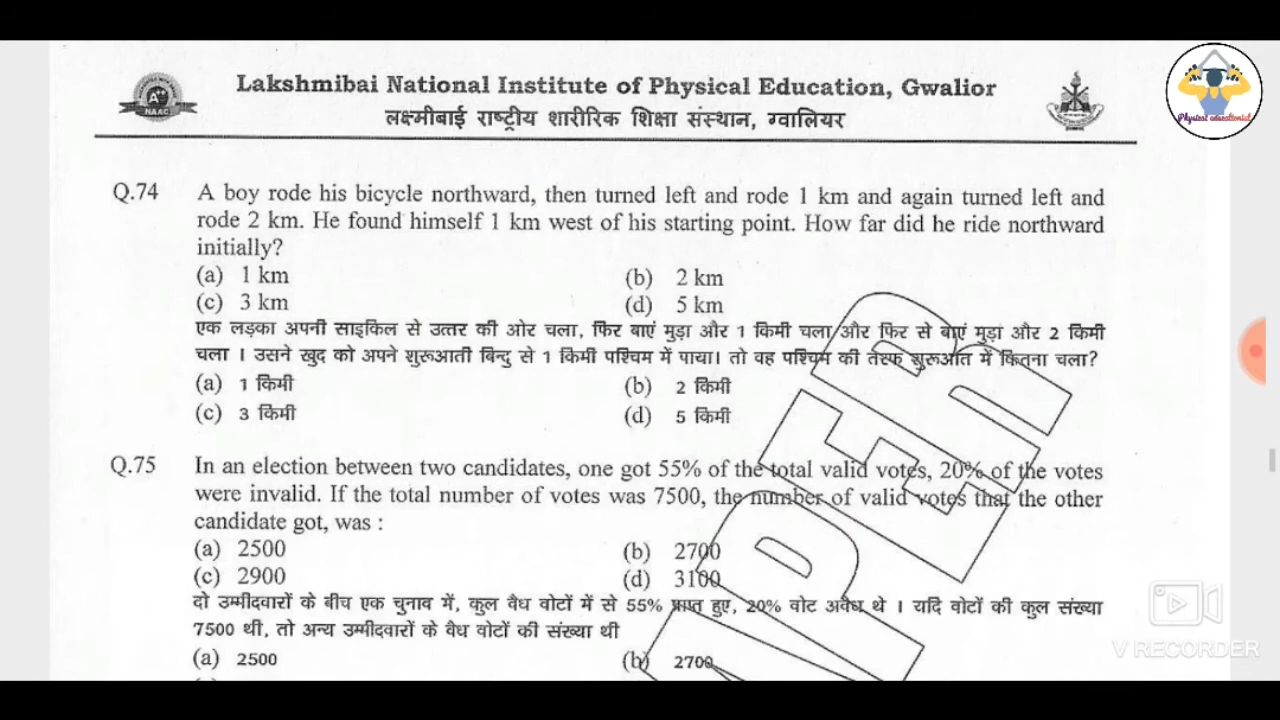 Lakshmibai National Institute of Physical Education, Gwalior
लक्ष्मीबाई राष्ट्रीय शारीरिक शिक्षा संस्थान, ग्वालियर
A++
NAAC
Physical educationist
Q.74 A boy rode his bicycle northward, then turned left and rode 1 km and again turned left and
rode 2 km. He found himself 1 km west of his starting point. How far did he ride northward
initially?
(a) 1 km (b) 2 km
(c) 3 km (d) 5 km
एक लड़का अपनी साइकिल से उत्तर की ओर चला, फिर बाएं मुड़ा और 1 किमी चला और फिर से बाएं मुड़ा और 2 किमी
चला । उसने खुद को अपने शुरूआती बिन्दु से 1 किमी पश्चिम में पाया। तो वह पश्चिम की तरफ शुरूआत में कितना चला?
(a) 1 किमी (b) 2 किमी
(c) 3 किमी (d) 5 किमी
Q.75 In an election between two candidates, one got 55% of the total valid votes, 20% of the votes
were invalid. If the total number of votes was 7500, the number of valid votes that the other
candidate got, was :
(a) 2500 (b) 2700
(c) 2900 (d) 3100
दो उम्मीदवारों के बीच एक चुनाव में, कुल वैध वोटों में से 55% प्राप्त हुए, 20% वोट अवैध थे । यदि वोटों की कुल संख्या
7500 थी, तो अन्य उम्मीदवारों के वैध वोटों की संख्या थी
(a) 2500 (b) 2700
V RECORDER